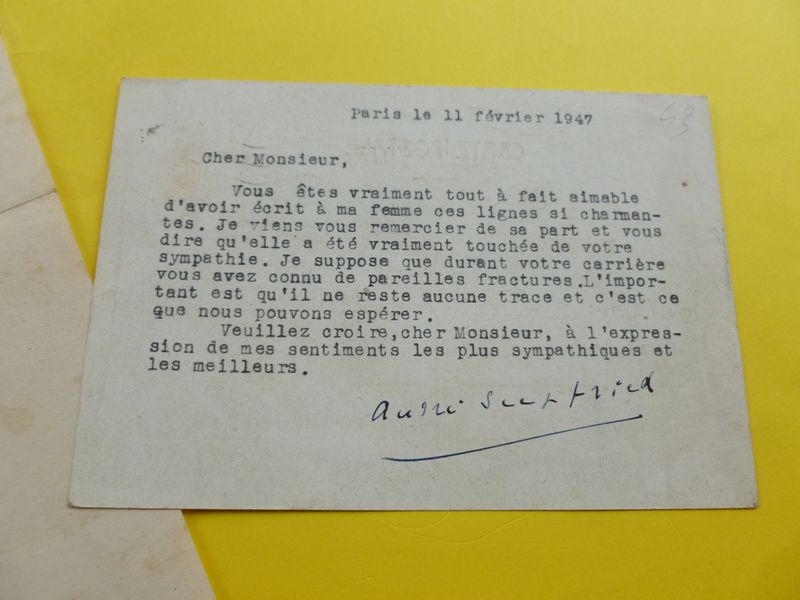 Paris le 11 février 1947
43
Cher Monsieur,
Vous êtes vraiment tout à fait aimable
d'avoir écrit à ma femme ces lignes si charman-
tes. Je viens vous remercier de sa part et vous
dire qu'elle a été vraiment touchée de votre
sympathie. Je suppose que durant votre carrière
vous avez connu de pareilles fractures.L'impor-
tant est qu'il ne reste aucune trace et c'est ce
que nous pouvons espérer.
Veuillez croire,cher Monsieur, à l'expres-
sion de mes sentiments les plus sympathiques et
les meilleurs.
André Siegfried